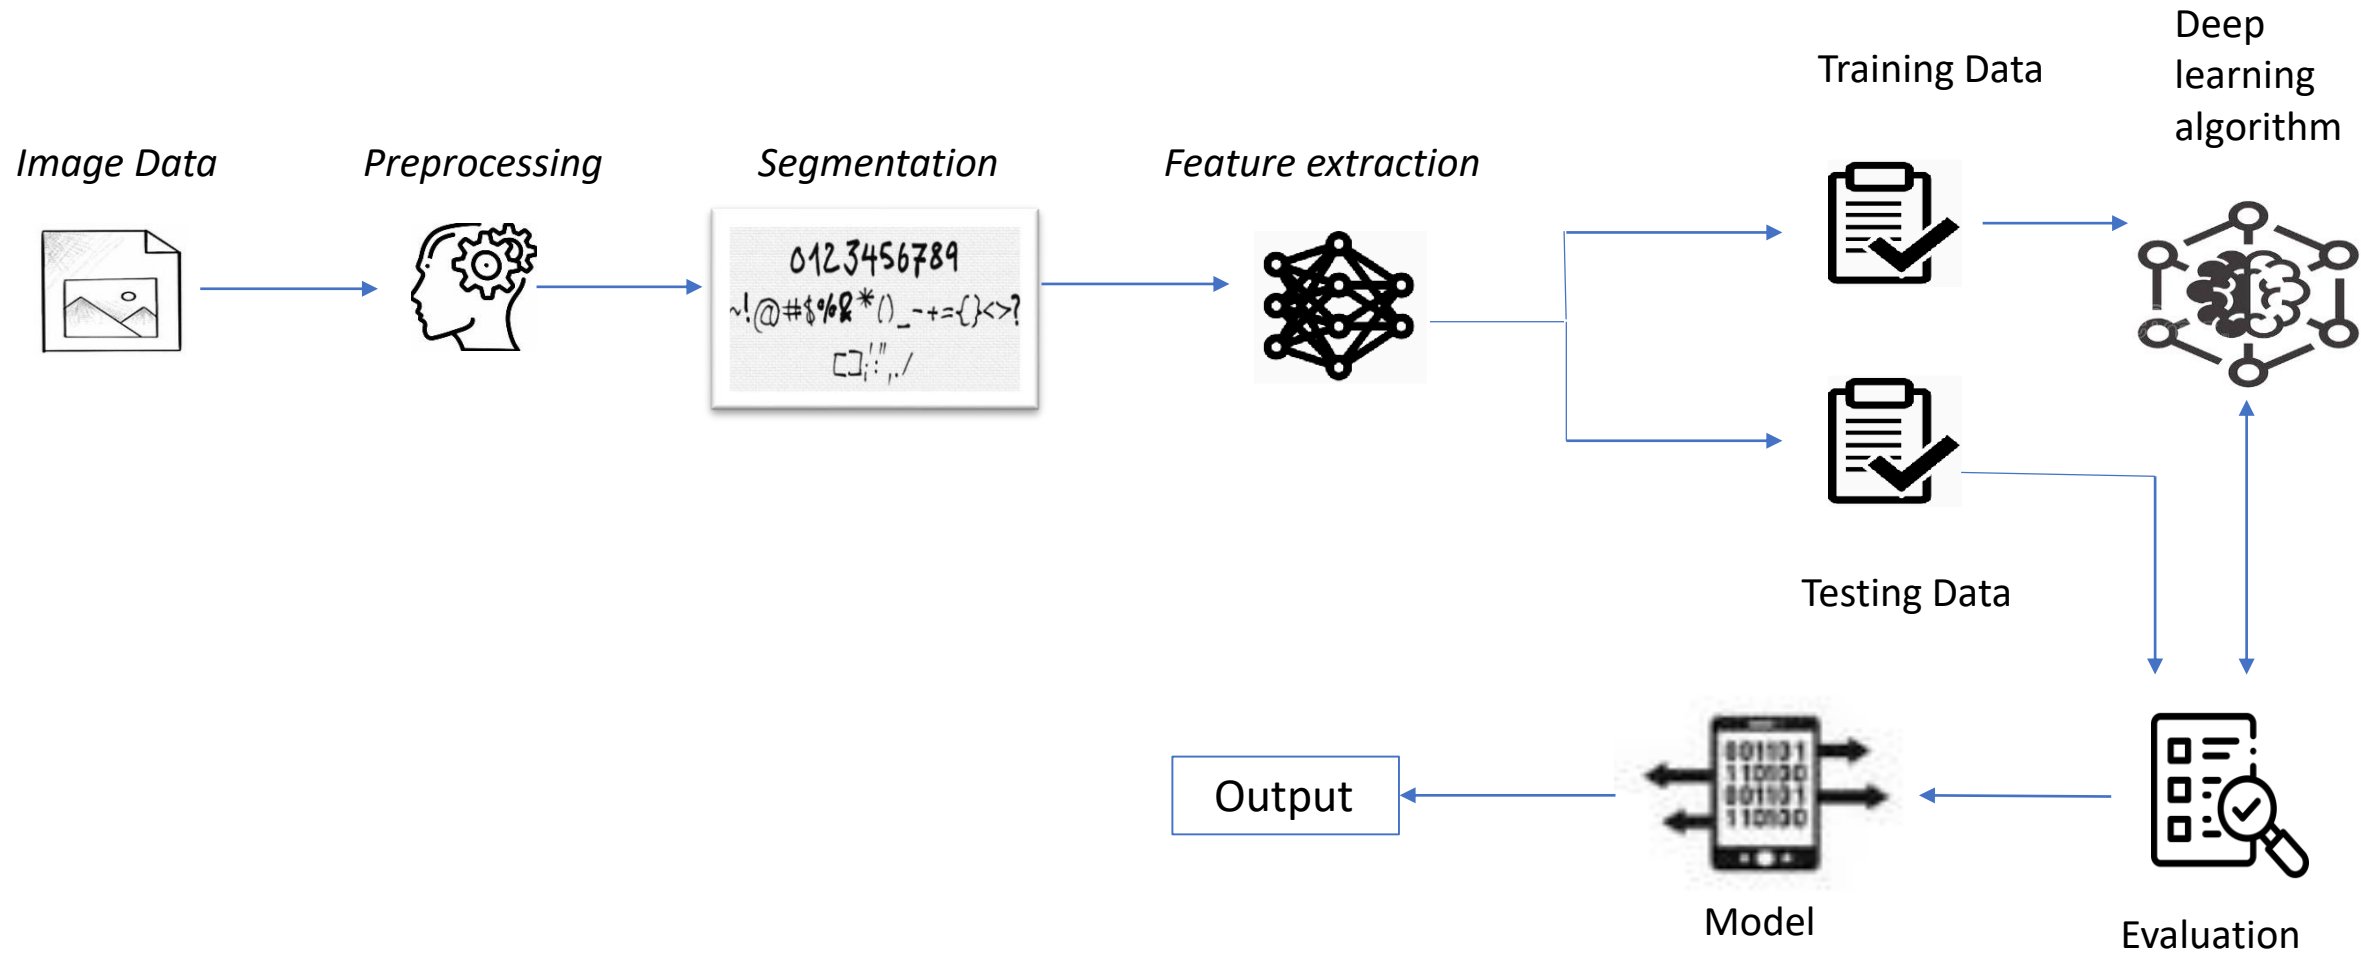 Deep
learning
algorithm
Training Data
Image Data
Preprocessing
Segmentation
Feature extraction
0123456789
~!@#$%&*()_-+={}<>?
[];:'",./
Testing Data
Output
Model
Evaluation